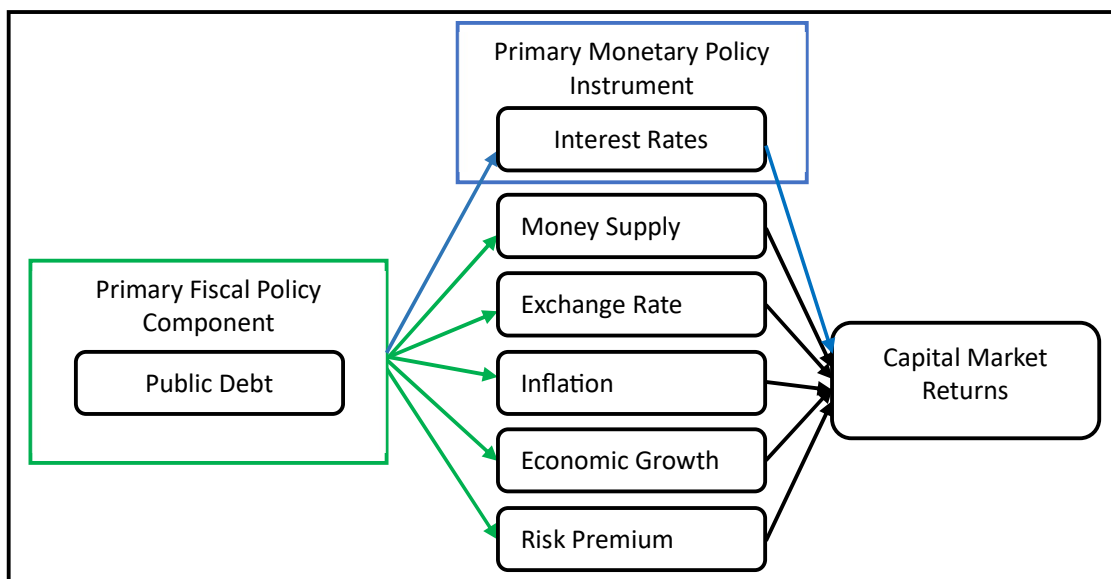 Primary Monetary Policy
Instrument
Interest Rates
Money Supply
Primary Fiscal Policy
Component
Exchange Rate
Public Debt
Inflation
Capital Market
Returns
Economic Growth
Risk Premium